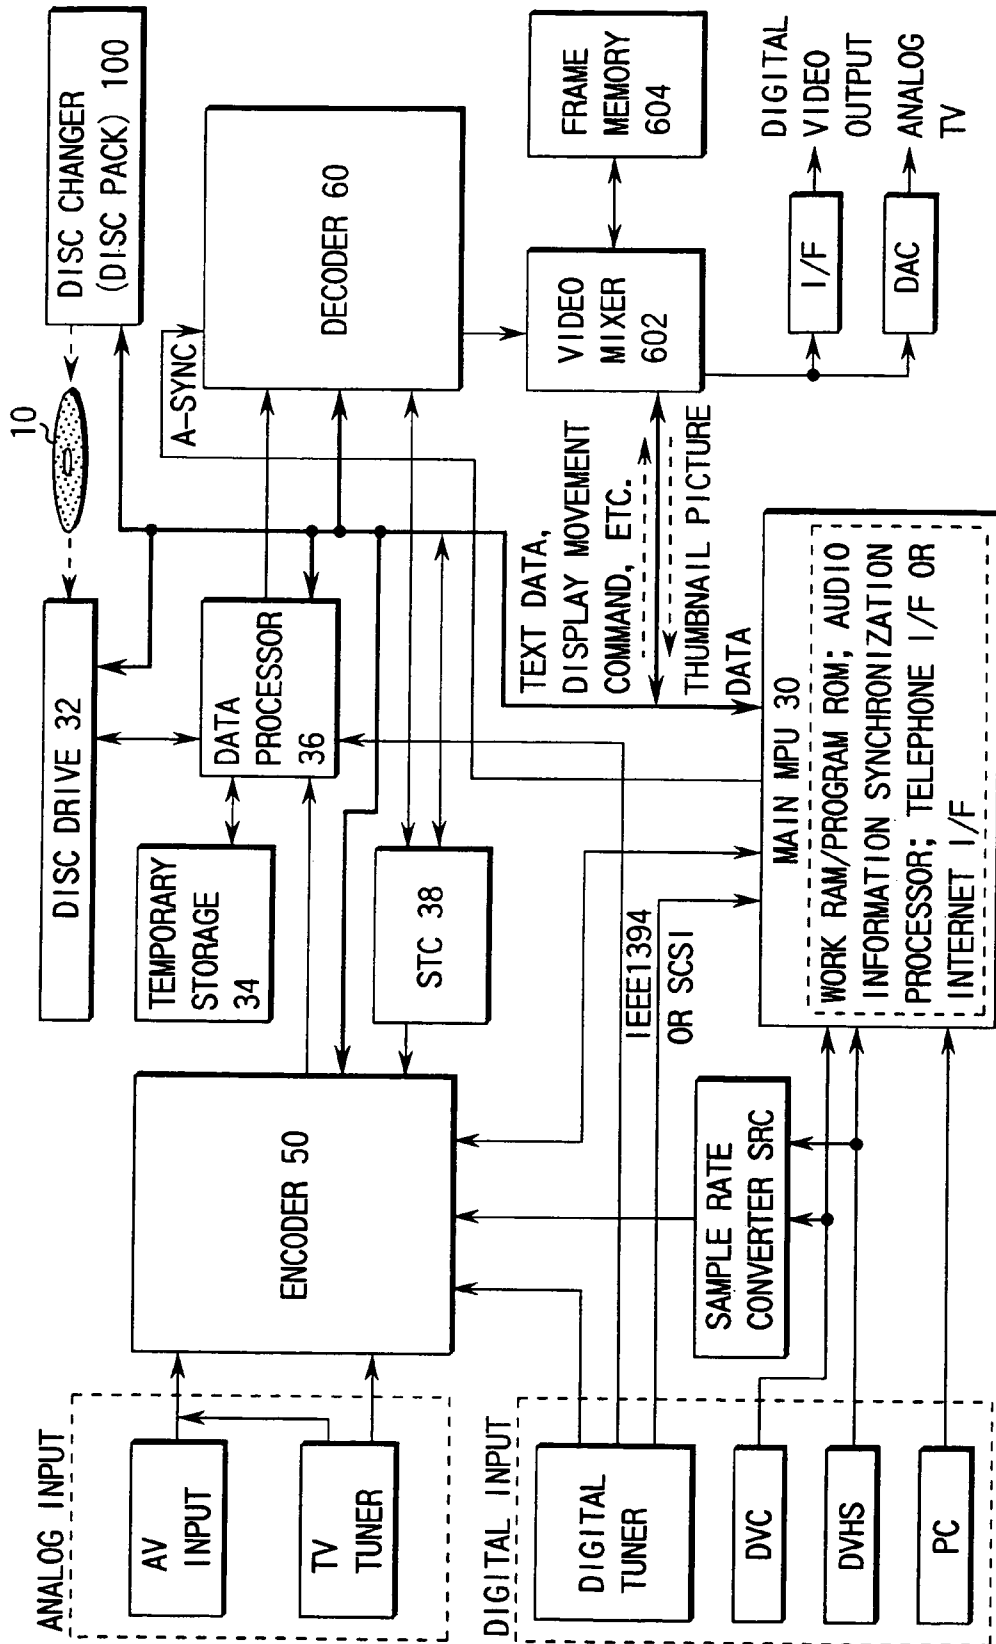 ANALOG INPUT
AV
INPUT
TV
TUNER
DIGITAL INPUT
DIGITAL
TUNER
DVC
DVHS
PC
ENCODER 50
SAMPLE RATE
CONVERTER SRC
DISC DRIVE 32
TEMPORARY
STORAGE
34
DATA
PROCESSOR
36
STC 38
IEEE1394
OR SCSI
MAIN MPU 30
WORK RAM/PROGRAM ROM; AUDIO
INFORMATION SYNCHRONIZATION
PROCESSOR; TELEPHONE I/F OR
INTERNET I/F
10
DISC CHANGER
(DISC PACK) 100
A-SYNC
DECODER 60
TEXT DATA,
DISPLAY MOVEMENT
COMMAND, ETC.
THUMBNAIL PICTURE
DATA
VIDEO
MIXER
602
FRAME
MEMORY
604
I/F
DAC
DIGITAL
VIDEO
OUTPUT
ANALOG
TV